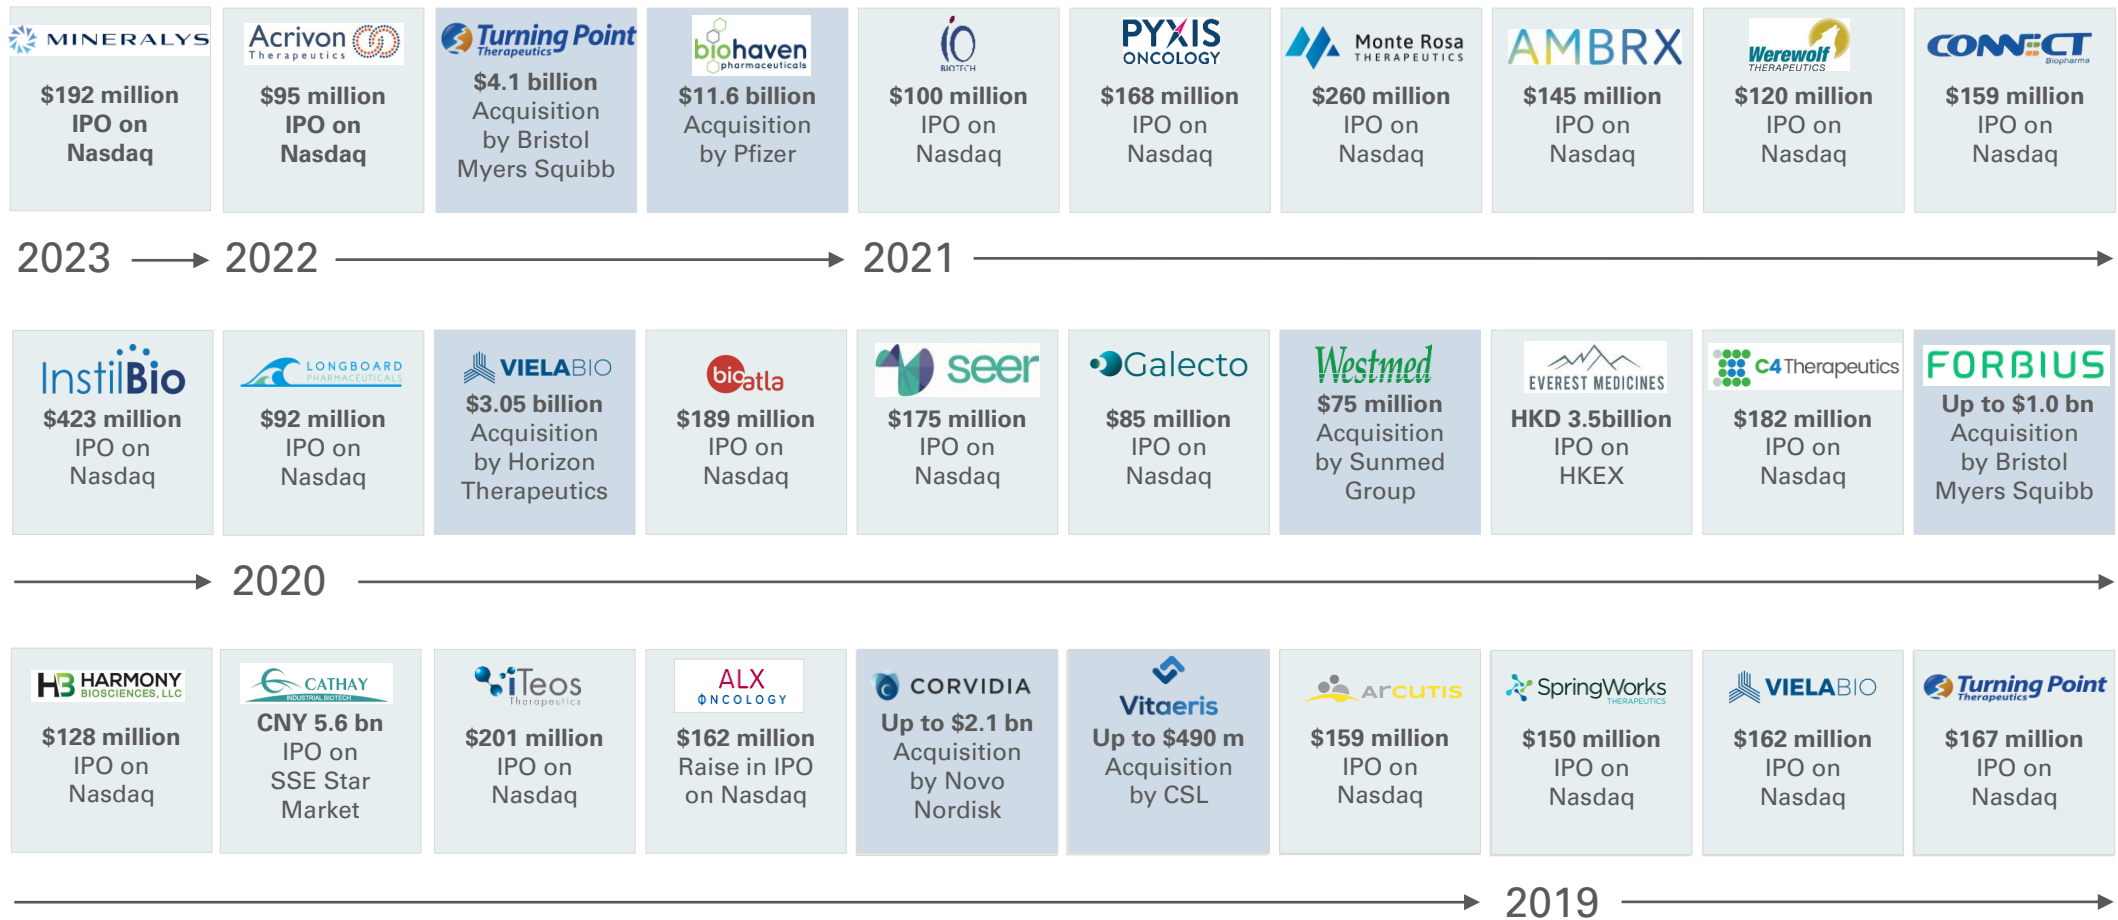 MINERALYS
$192 million
IPO on
Nasdaq
Acrivon
Therapeutics
$95 million
IPO on
Nasdaq
Turning Point
Therapeutics
$4.1 billion
Acquisition
by Bristol
Myers Squibb
biohaven
pharmaceuticals
$11.6 billion
Acquisition
by Pfizer
iO
BIOTECH
$100 million
IPO on
Nasdaq
PYXIS
ONCOLOGY
$168 million
IPO on
Nasdaq
Monte Rosa
THERAPEUTICS
$260 million
IPO on
Nasdaq
AMBRX
$145 million
IPO on
Nasdaq
Werewolf
THERAPEUTICS
$120 million
IPO on
Nasdaq
CONNECT
Biopharma
$159 million
IPO on
Nasdaq
2023
2022
2021
InstilBio
$423 million
IPO on
Nasdaq
LONGBOARD
PHARMACEUTICALS
$92 million
IPO on
Nasdaq
VIELABIO
$3.05 billion
Acquisition
by Horizon
Therapeutics
bioatla
$189 million
IPO on
Nasdaq
seer
$175 million
IPO on
Nasdaq
Galecto
$85 million
IPO on
Nasdaq
Westmed
$75 million
Acquisition
by Sunmed
Group
EVEREST MEDICINES
HKD 3.5billion
IPO on
HKEX
C4 Therapeutics
$182 million
IPO on
Nasdaq
FORBIUS
Up to $1.0 bn
Acquisition
by Bristol
Myers Squibb
2020
HB HARMONY
BIOSCIENCES, LLC
$128 million
IPO on
Nasdaq
CATHAY
INDUSTRIAL BIOTECH
CNY 5.6 bn
IPO on
SSE Star
Market
iTeos
Therapeutics
$201 million
IPO on
Nasdaq
ALX
ONCOLOGY
$162 million
Raise in IPO
on Nasdaq
CORVIDIA
Up to $2.1 bn
Acquisition
by Novo
Nordisk
Vitaeris
Up to $490 m
Acquisition
by CSL
Arcutis
$159 million
IPO on
Nasdaq
SpringWorks
THERAPEUTICS
$150 million
IPO on
Nasdaq
VIELABIO
$162 million
IPO on
Nasdaq
Turning Point
Therapeutics
$167 million
IPO on
Nasdaq
2019